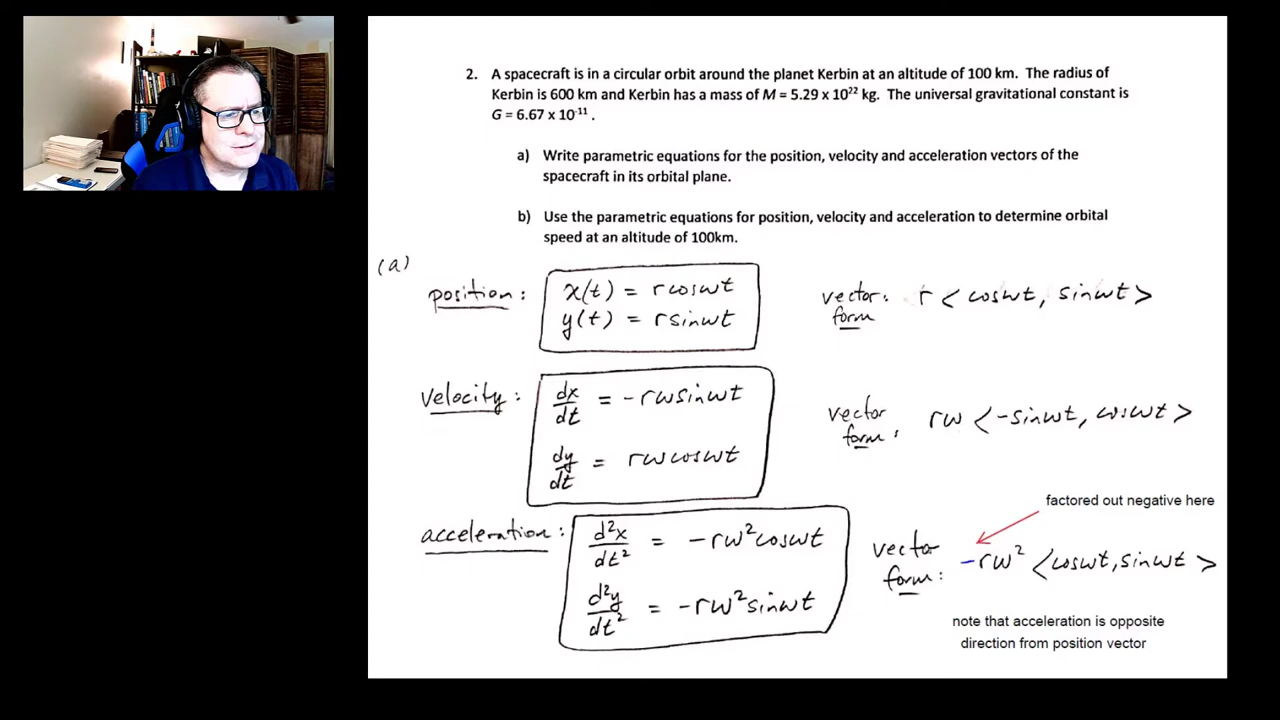 2. A spacecraft is in a circular orbit around the planet Kerbin at an altitude of 100 km. The radius of
Kerbin is 600 km and Kerbin has a mass of M = 5.29 x 10²² kg. The universal gravitational constant is
G = 6.67 x 10⁻¹¹ .
a) Write parametric equations for the position, velocity and acceleration vectors of the
spacecraft in its orbital plane.
b) Use the parametric equations for position, velocity and acceleration to determine orbital
speed at an altitude of 100km.
(a)
position: x(t) = rcosωt
y(t) = rsinωt
vector form: r < cosωt, sinωt >
velocity: dx/dt = -rωsinωt
dy/dt = rωcosωt
vector form: rω < -sinωt, cosωt >
acceleration: d²x/dt² = -rω²cosωt
d²y/dt² = -rω²sinωt
factored out negative here
vector form: -rω² < cosωt, sinωt >
note that acceleration is opposite
direction from position vector